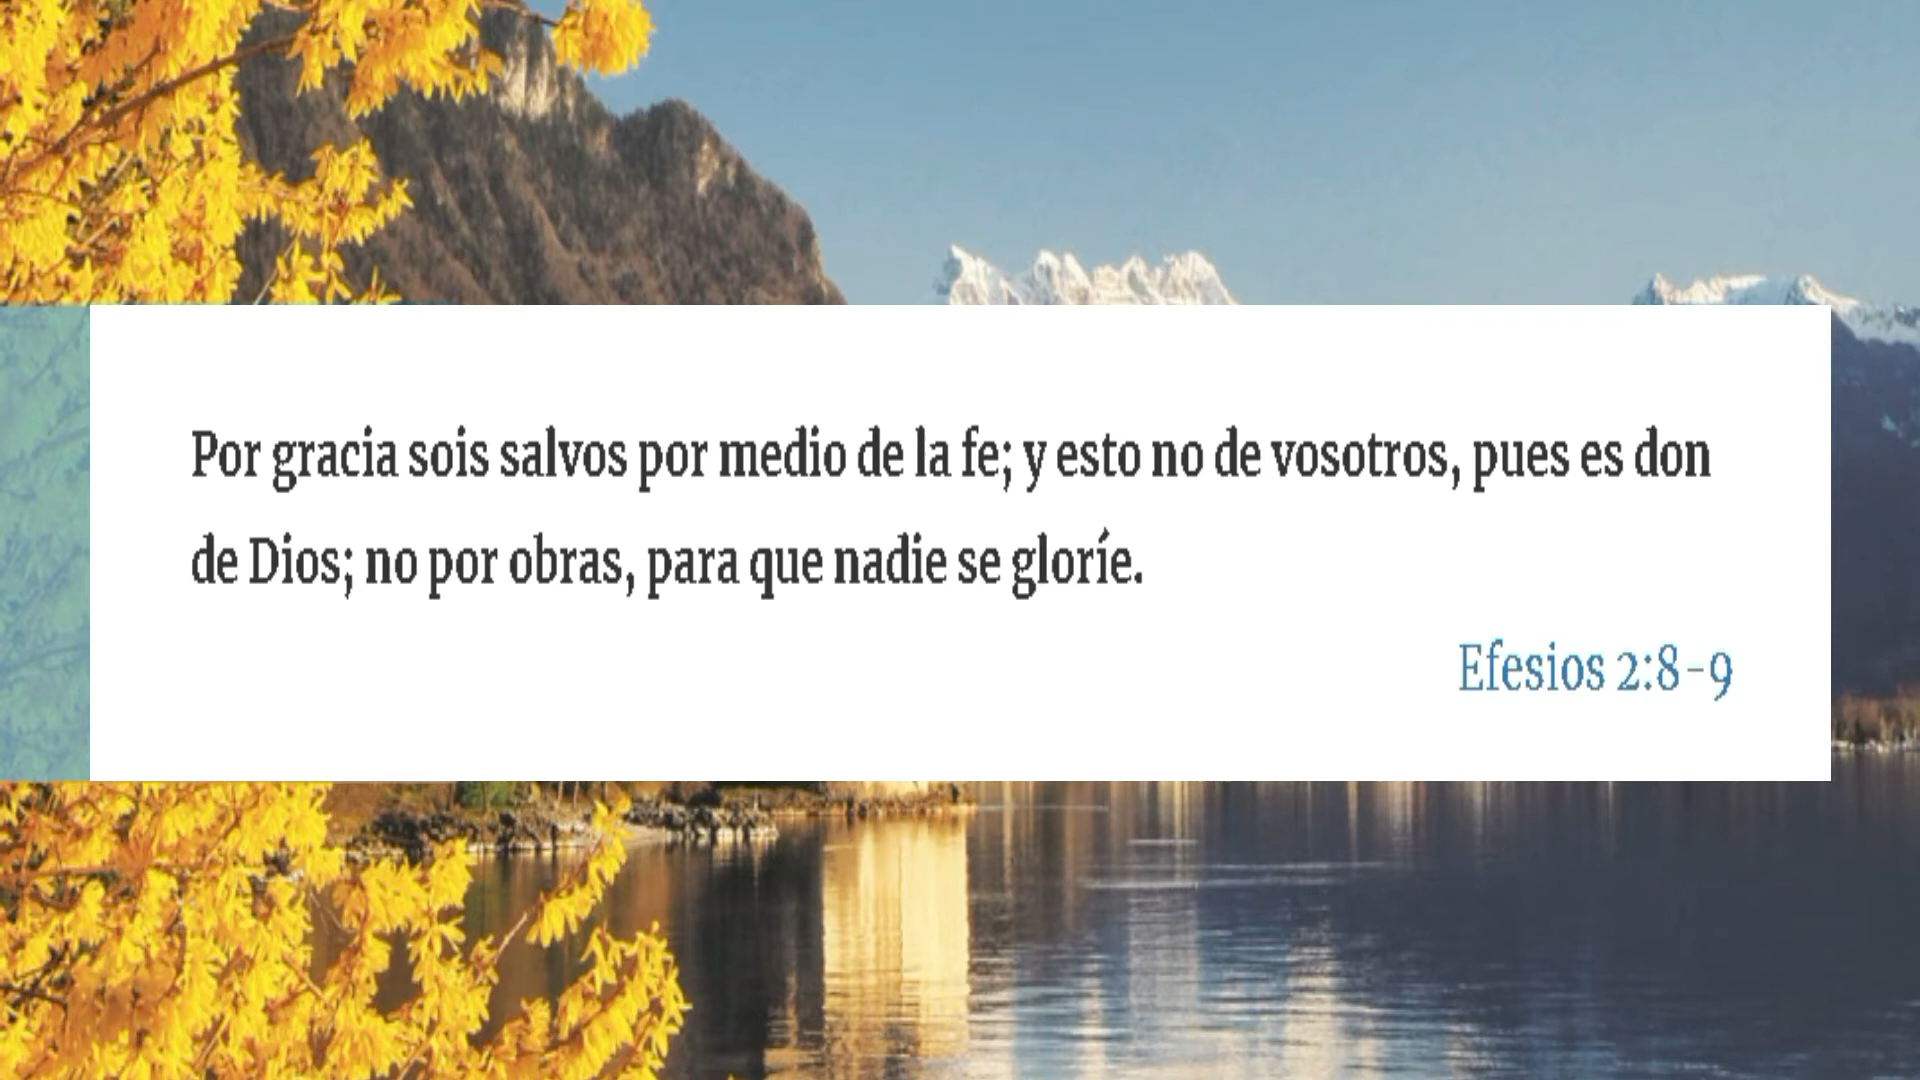 Por gracia sois salvos por medio de la fe; y esto no de vosotros, pues es don
de Dios; no por obras, para que nadie se gloríe.
Efesios 2:8-9